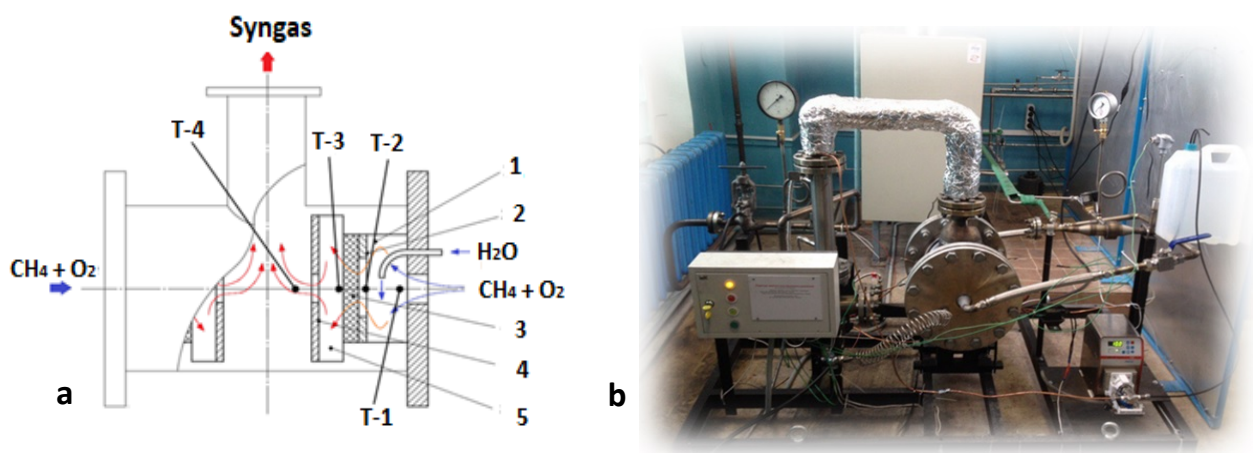 Syngas
T-4
T-3
T-2
1
2
H2O
CH4 + O2
CH4 + O2
3
4
T-1
5
a
b